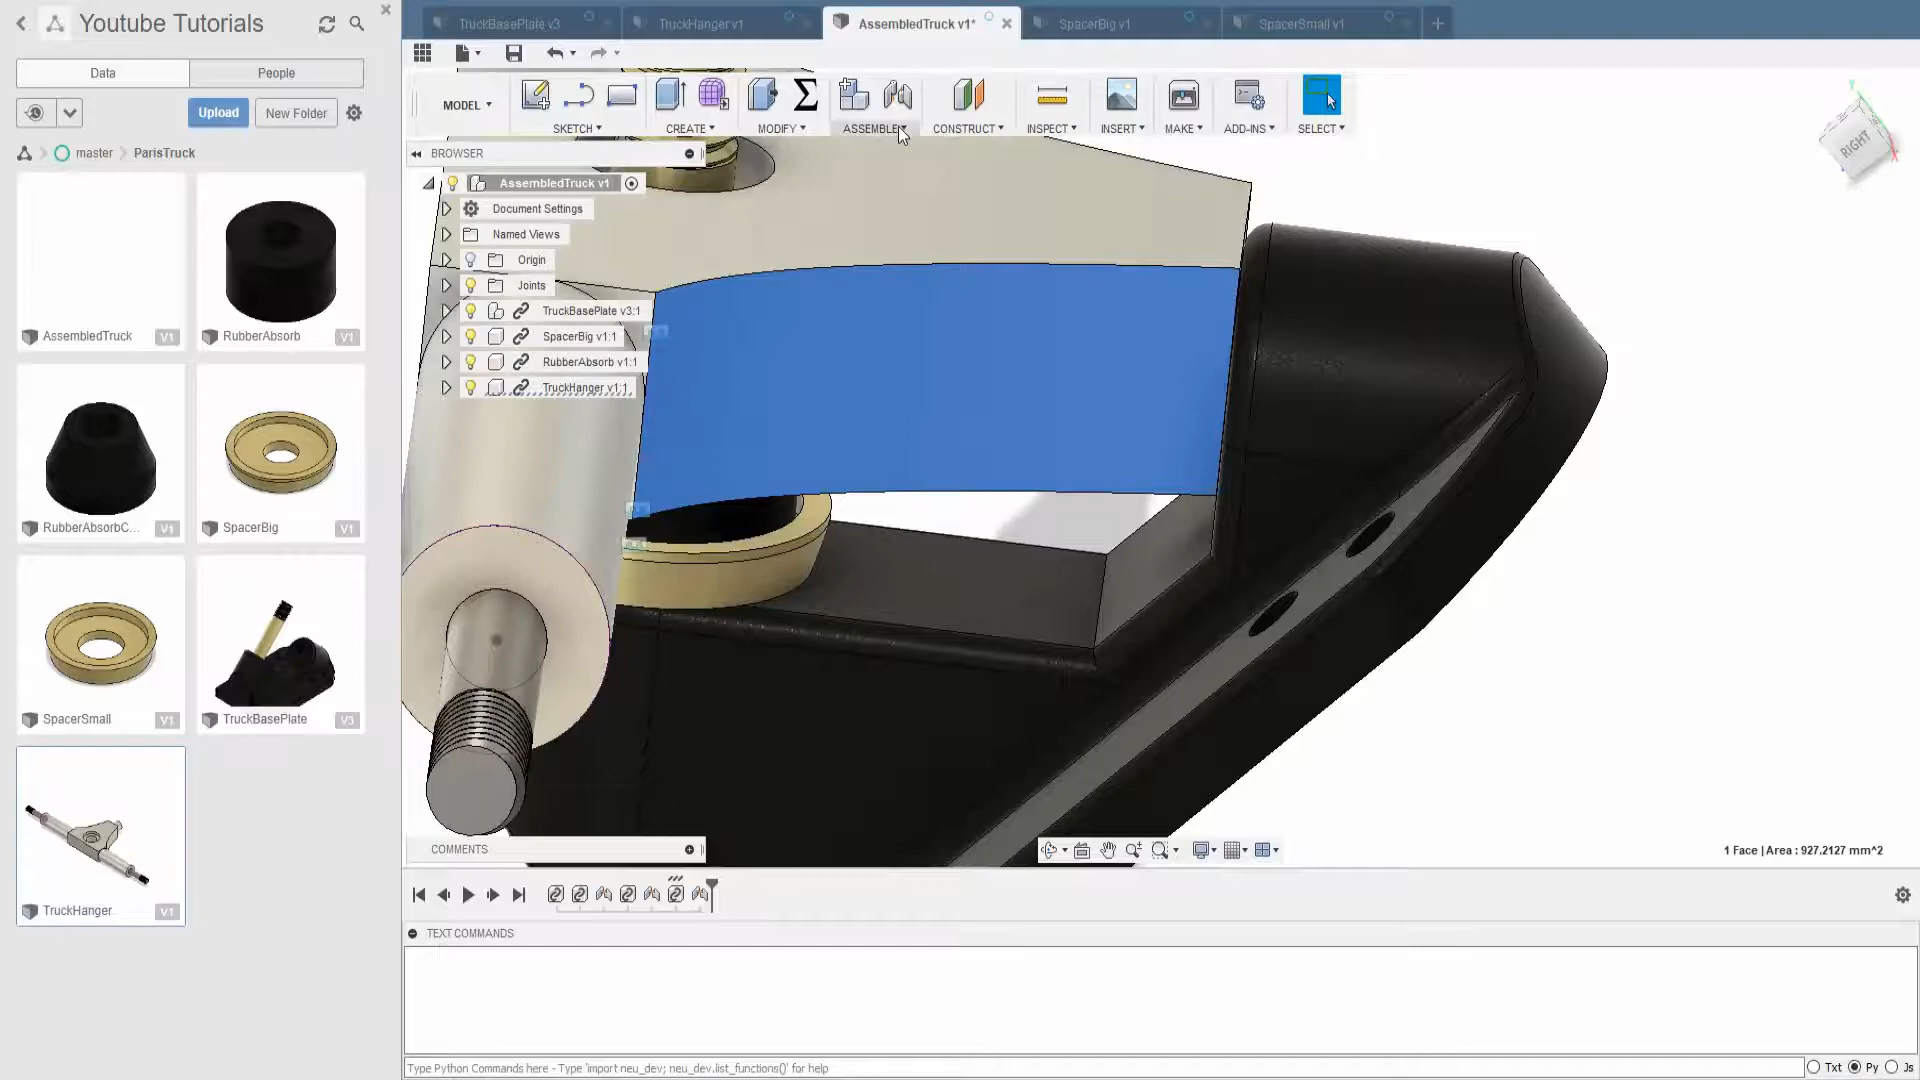 Youtube Tutorials
Data
People
Upload
New Folder
master
ParisTruck
AssembledTruck
V1
RubberAbsorb
V1
RubberAbsorbC...
V1
SpacerBig
V1
SpacerSmall
V1
TruckBasePlate
V3
TruckHanger
V1
TruckBasePlate v3
TruckHanger v1
AssembledTruck v1*
SpacerBig v1
SpacerSmall v1
MODEL
SKETCH
CREATE
MODIFY
ASSEMBLE
CONSTRUCT
INSPECT
INSERT
MAKE
ADD-INS
SELECT
BROWSER
AssembledTruck v1
Document Settings
Named Views
Origin
Joints
TruckBasePlate v3:1
SpacerBig v1:1
RubberAbsorb v1:1
TruckHanger v1:1
RIGHT
COMMENTS
1 Face | Area : 927.2127 mm^2
TEXT COMMANDS
Type Python Commands here - Type 'import neu_dev; neu_dev.list_functions()' for help
Txt
Py
Js